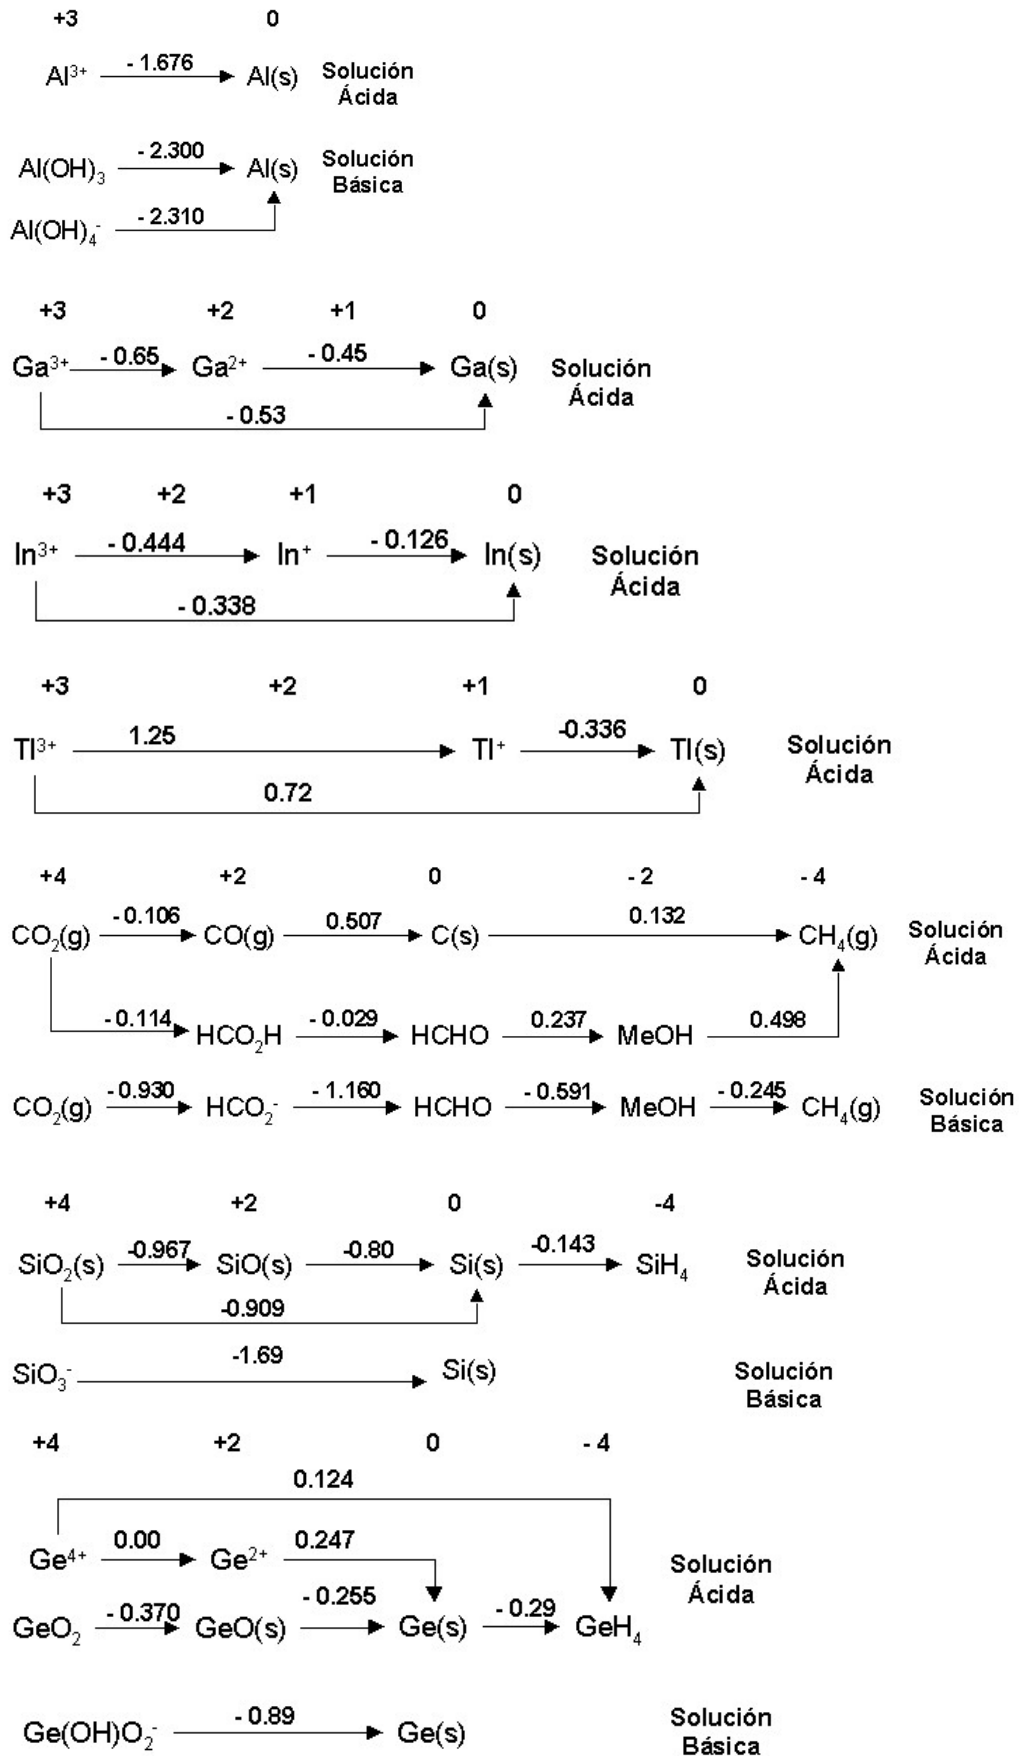 +3 0
Al³⁺ - 1.676 Al(s) Solución Ácida
Al(OH)₃ - 2.300 Al(s) Solución Básica
Al(OH)₄⁻ - 2.310
+3 +2 +1 0
Ga³⁺ - 0.65 Ga²⁺ - 0.45 Ga(s) Solución Ácida
- 0.53
+3 +2 +1 0
In³⁺ - 0.444 In⁺ - 0.126 In(s) Solución Ácida
- 0.338
+3 +2 +1 0
Tl³⁺ 1.25 Tl⁺ -0.336 Tl(s) Solución Ácida
0.72
+4 +2 0 - 2 - 4
CO₂(g) - 0.106 CO(g) 0.507 C(s) 0.132 CH₄(g) Solución Ácida
- 0.114 HCO₂H - 0.029 HCHO 0.237 MeOH 0.498
CO₂(g) - 0.930 HCO₂⁻ - 1.160 HCHO - 0.591 MeOH - 0.245 CH₄(g) Solución Básica
+4 +2 0 -4
SiO₂(s) -0.967 SiO(s) -0.80 Si(s) -0.143 SiH₄ Solución Ácida
-0.909
SiO₃⁻ -1.69 Si(s) Solución Básica
+4 +2 0 - 4
0.124
Ge⁴⁺ 0.00 Ge²⁺ 0.247 Solución Ácida
GeO₂ - 0.370 GeO(s) - 0.255 Ge(s) - 0.29 GeH₄
Ge(OH)O₂⁻ - 0.89 Ge(s) Solución Básica